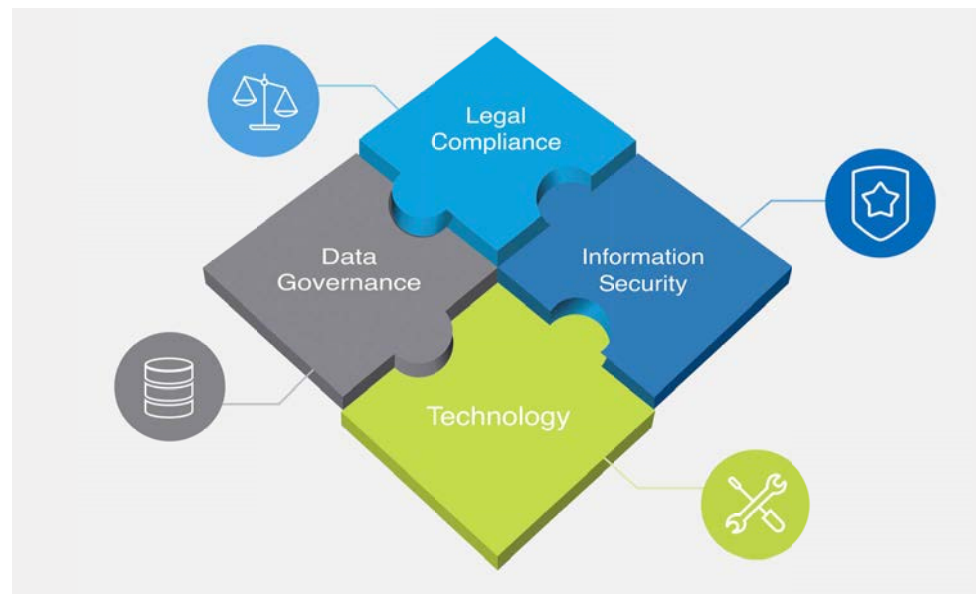 Legal
Compliance
Data
Governance
Information
Security
Technology